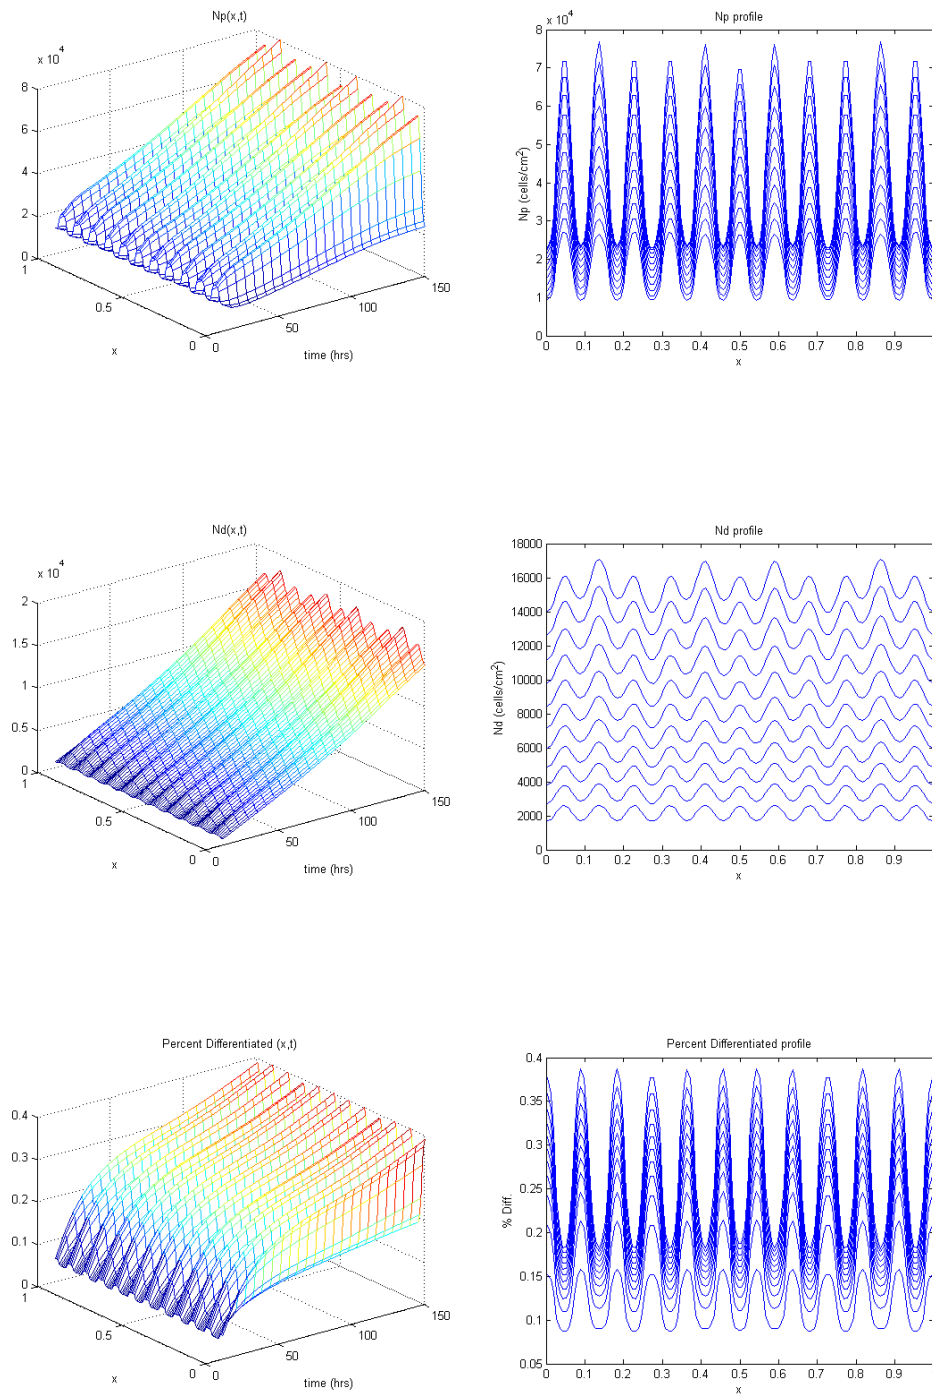 Np(x,t)
x 10^4
8
6
4
2
0
1
0.5
0
x
0
50
100
150
time (hrs)
Np profile
x 10^4
8
7
6
5
4
3
2
1
0
Np (cells/cm²)
0 0.1 0.2 0.3 0.4 0.5 0.6 0.7 0.8 0.9
x
Nd(x,t)
x 10^4
2
1.5
1
0.5
0
1
0.5
0
x
0
50
100
150
time (hrs)
Nd profile
18000
16000
14000
12000
10000
8000
6000
4000
2000
0
Nd (cells/cm²)
0 0.1 0.2 0.3 0.4 0.5 0.6 0.7 0.8 0.9
x
Percent Differentiated (x,t)
0.4
0.3
0.2
0.1
0
1
0.5
0
x
0
50
100
150
time (hrs)
Percent Differentiated profile
0.4
0.35
0.3
0.25
0.2
0.15
0.1
0.05
% Diff.
0 0.1 0.2 0.3 0.4 0.5 0.6 0.7 0.8 0.9
x